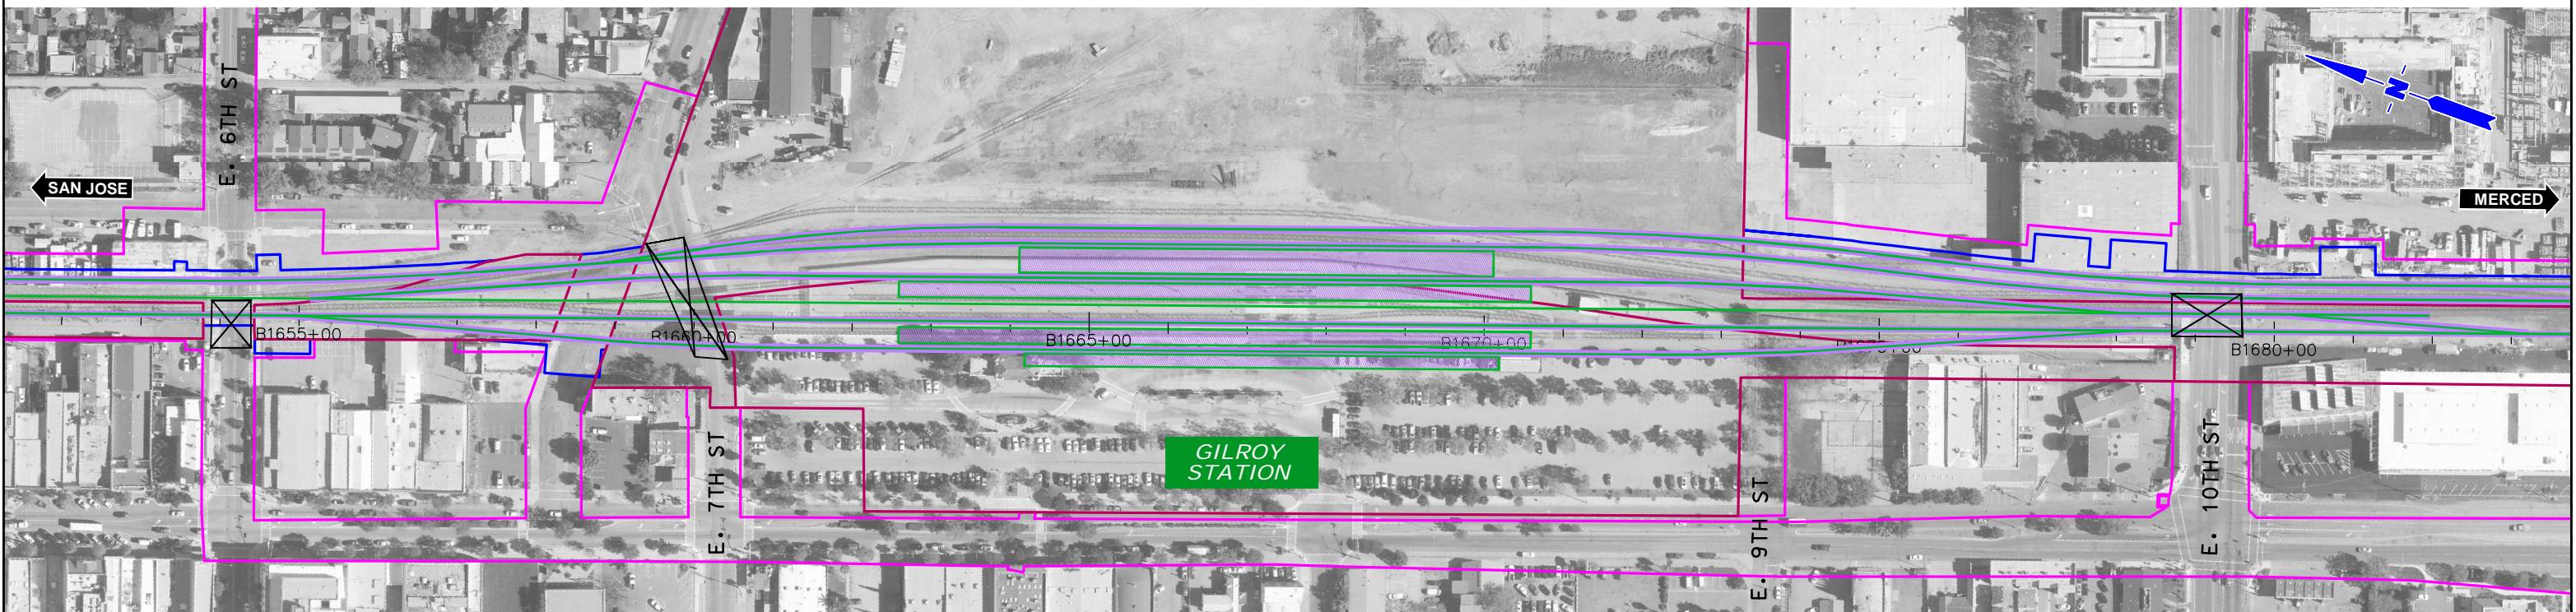 E. 6TH ST
SAN JOSE
N
MERCED
B1655+00
B1660+00
B1665+00
B1670+00
B1680+00
GILROY
STATION
E. 7TH ST
E. 9TH ST
E. 10TH ST